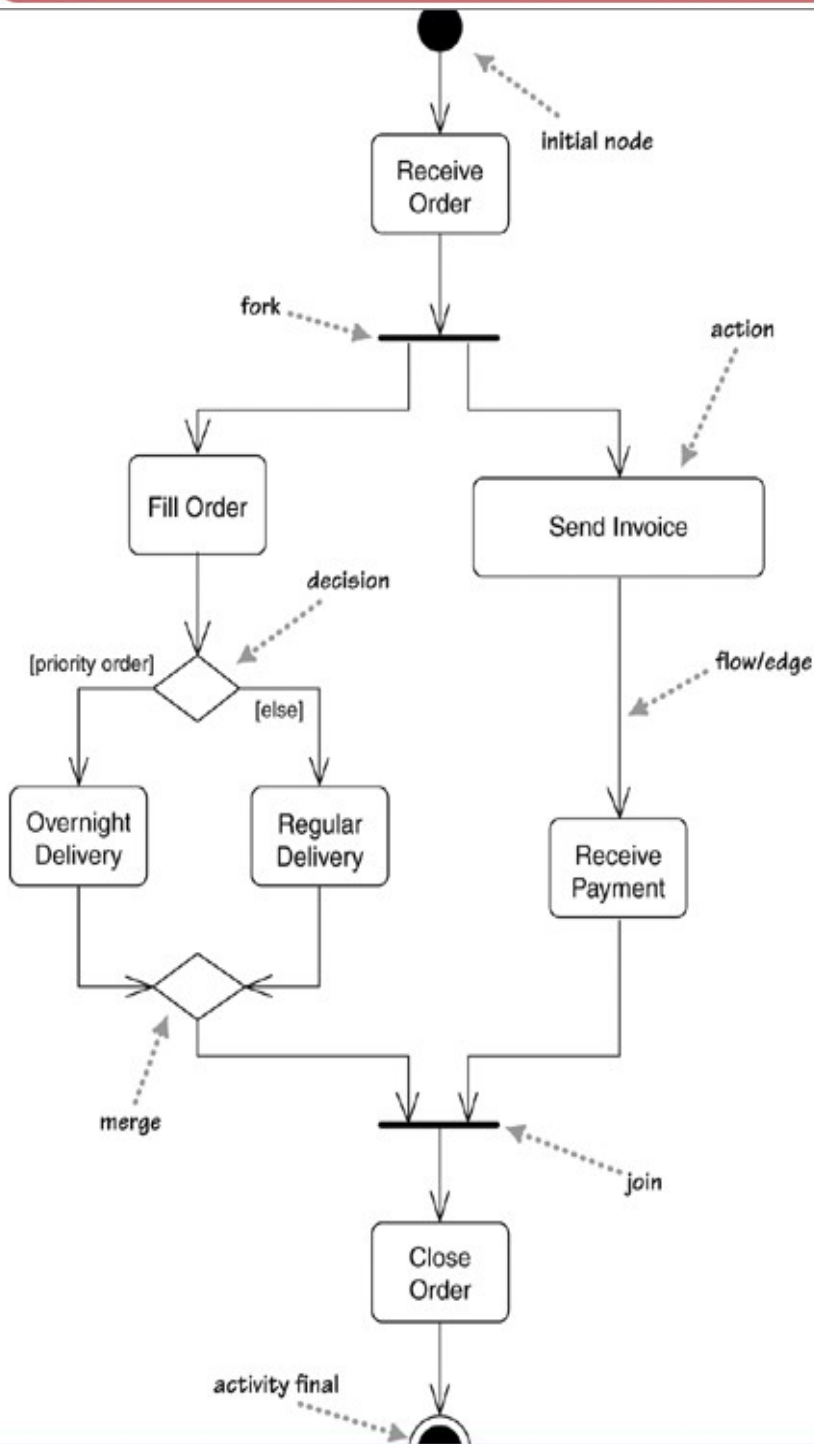 initial node
Receive
Order
fork
action
Fill Order
Send Invoice
decision
[priority order]
flow/edge
[else]
Overnight
Delivery
Regular
Delivery
Receive
Payment
merge
join
Close
Order
activity final